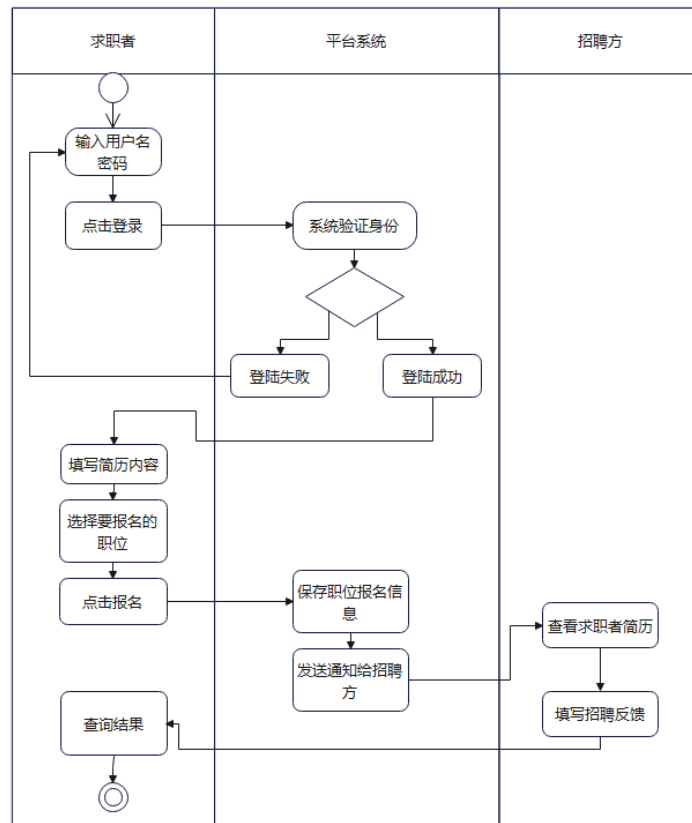 求职者
平台系统
招聘方
输入用户名
密码
点击登录
系统验证身份
登陆失败
登陆成功
填写简历内容
选择要报名的
职位
点击报名
保存职位报名信
息
查看求职者简历
发送通知给招聘
方
查询结果
填写招聘反馈